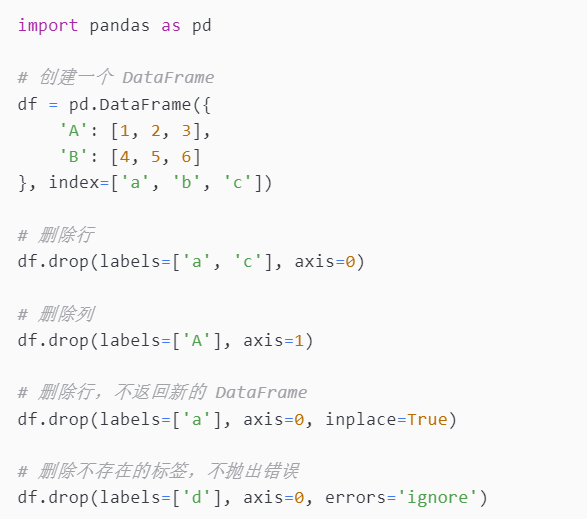 import pandas as pd
# 创建一个 DataFrame
df = pd.DataFrame({
    'A': [1, 2, 3],
    'B': [4, 5, 6]
}, index=['a', 'b', 'c'])
# 删除行
df.drop(labels=['a', 'c'], axis=0)
# 删除列
df.drop(labels=['A'], axis=1)
# 删除行，不返回新的 DataFrame
df.drop(labels=['a'], axis=0, inplace=True)
# 删除不存在的标签，不抛出错误
df.drop(labels=['d'], axis=0, errors='ignore')